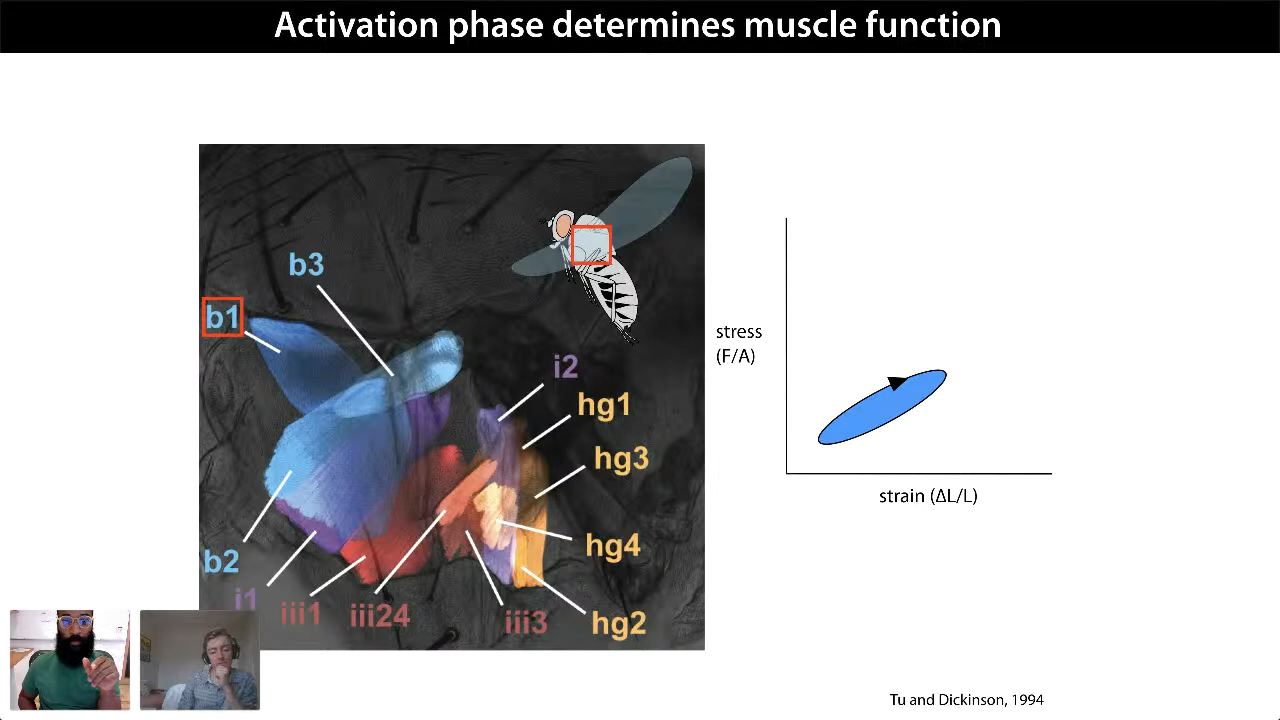 Activation phase determines muscle function
b3
b1
i2
hg1
hg3
hg4
b2
i1
iii1
iii24
iii3
hg2
stress
(F/A)
strain (ΔL/L)
Tu and Dickinson, 1994